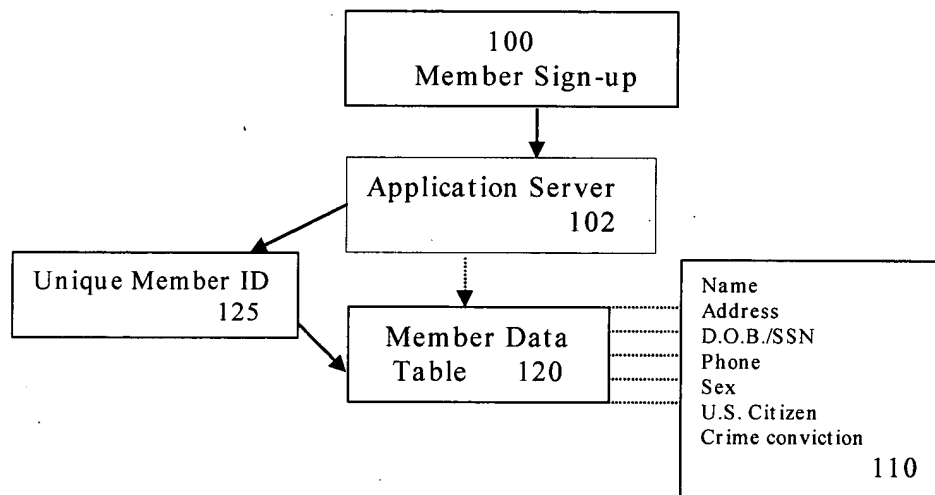 100
Member Sign-up
Application Server
102
Unique Member ID
125
Member Data
Table 120
Name
Address
D.O.B./SSN
Phone
Sex
U.S. Citizen
Crime conviction
110